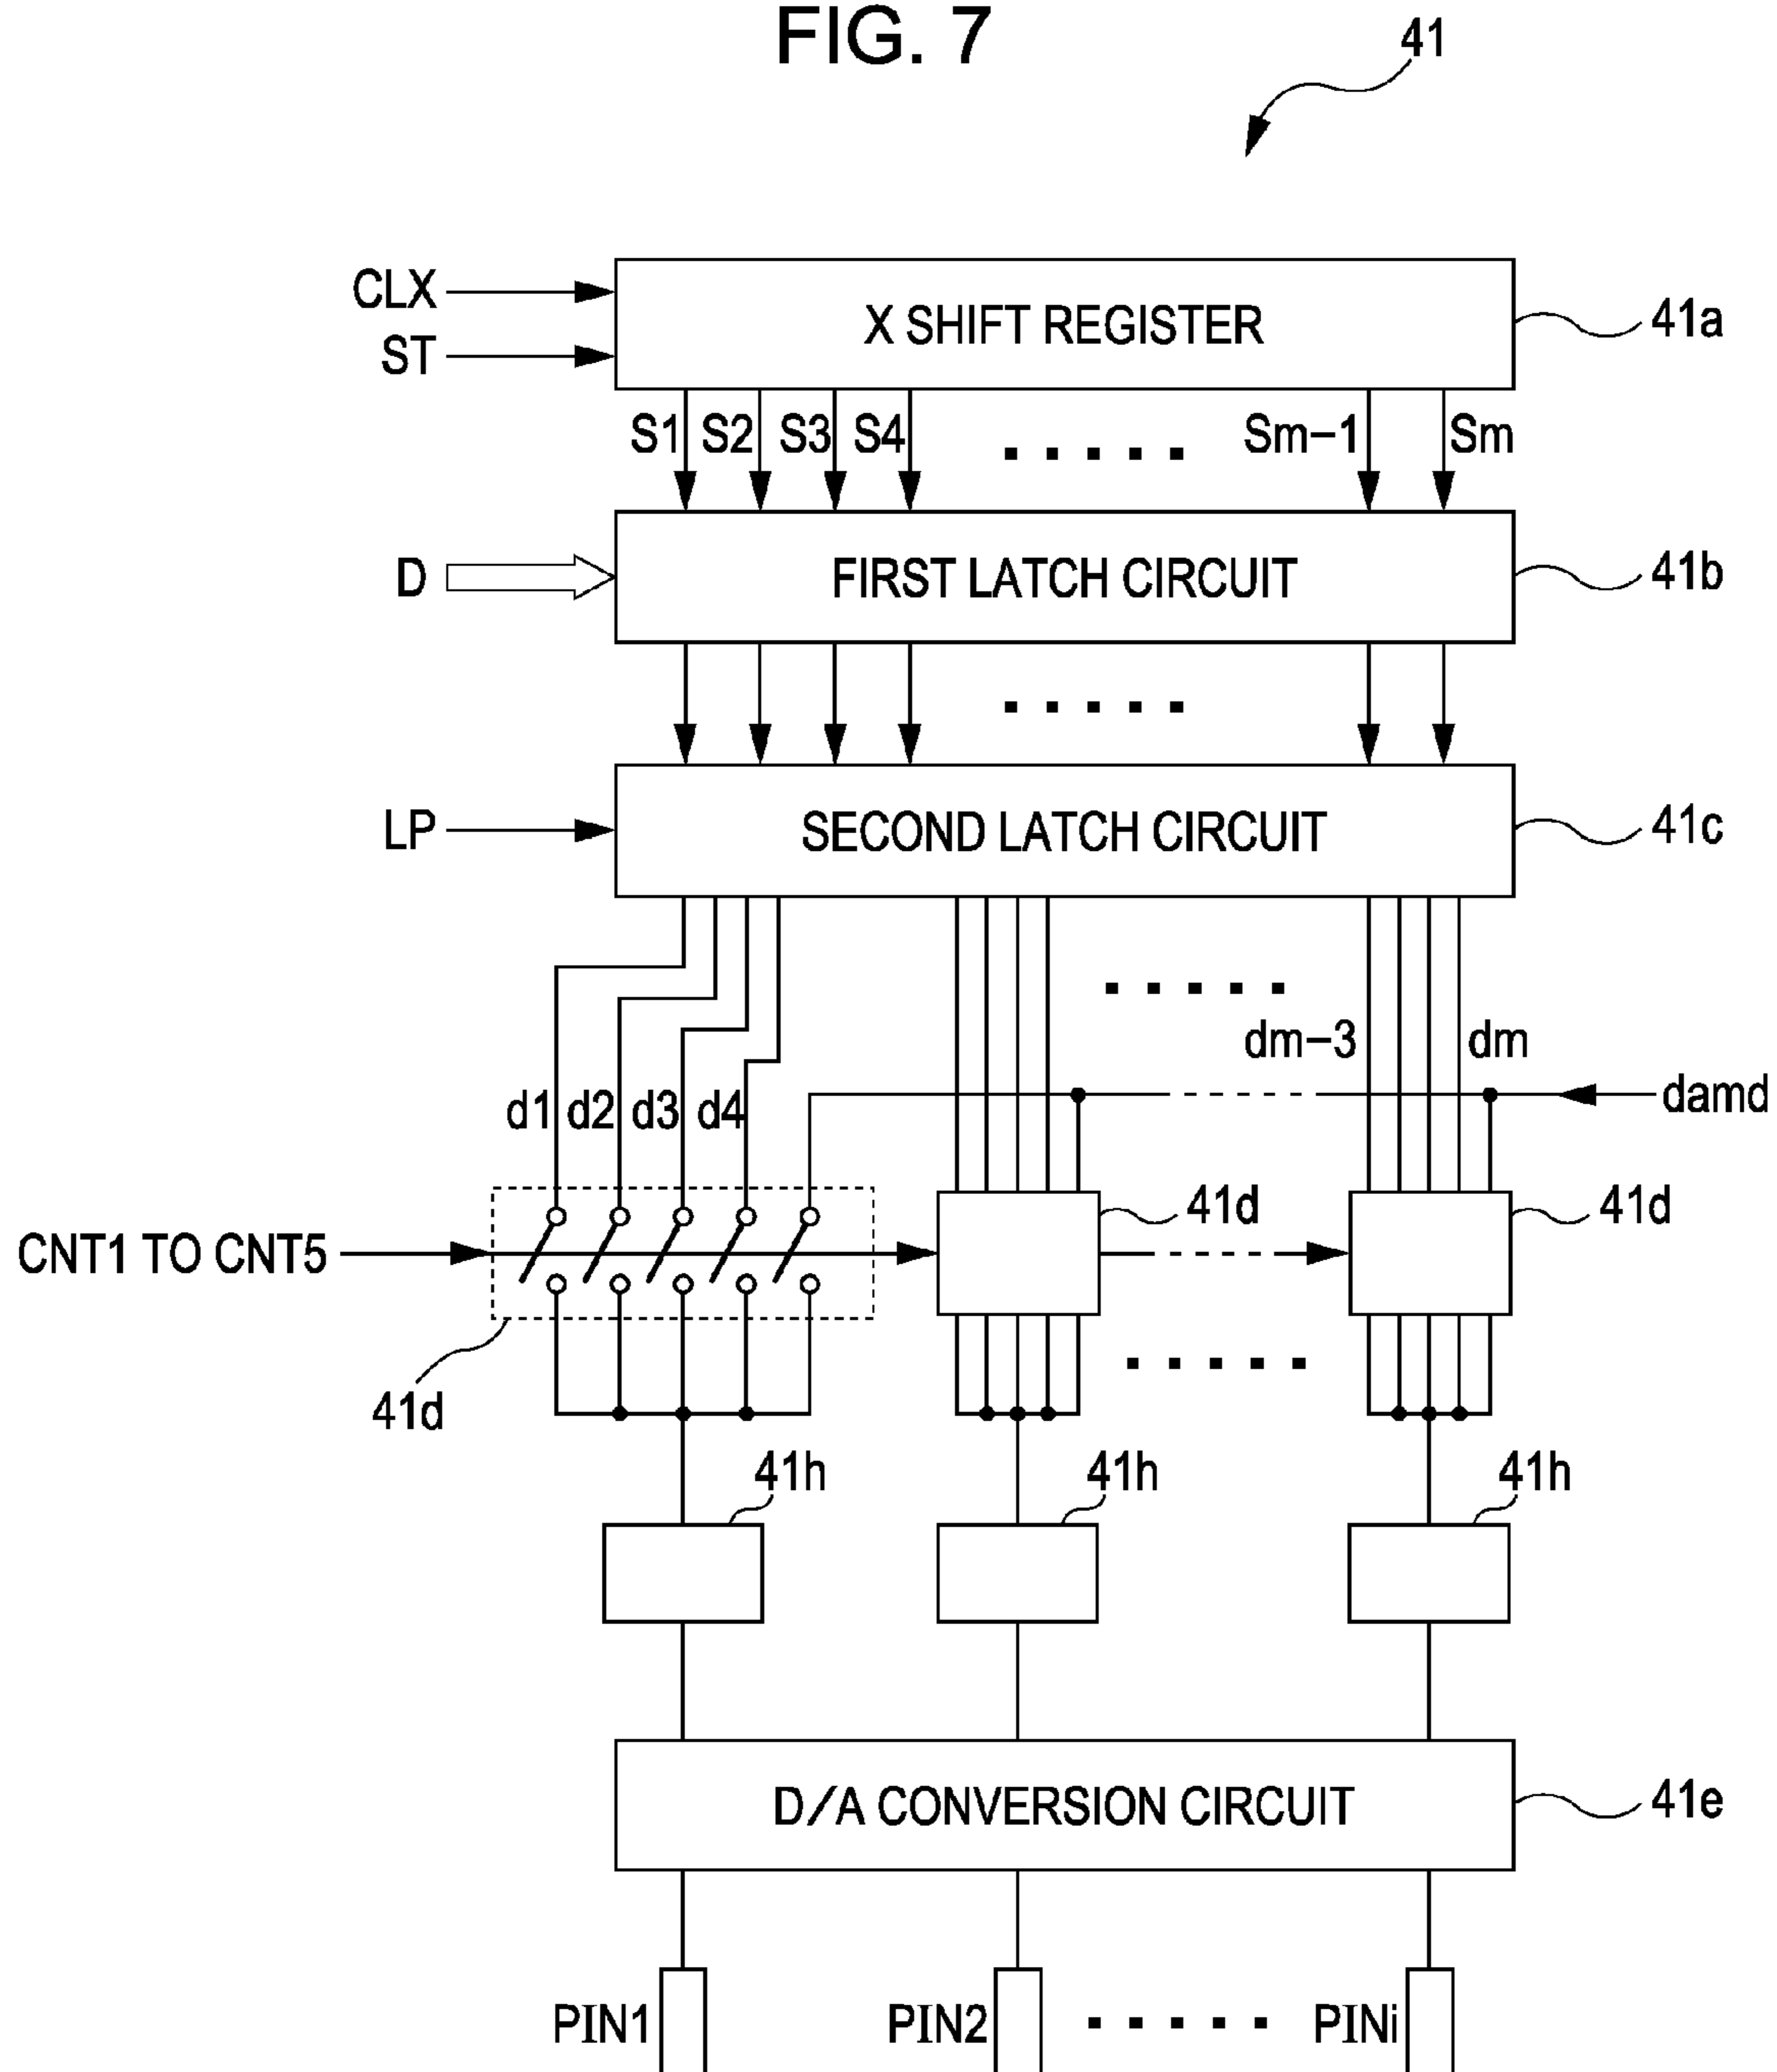 FIG. 7
41
CLX
ST
X SHIFT REGISTER
41a
S1 S2 S3 S4 Sm-1 Sm
D
FIRST LATCH CIRCUIT
41b
LP
SECOND LATCH CIRCUIT
41c
dm-3 dm
d1 d2 d3 d4
damd
41d 41d
CNT1 TO CNT5
41d
41h 41h 41h
D/A CONVERSION CIRCUIT
41e
PIN1 PIN2 PINi